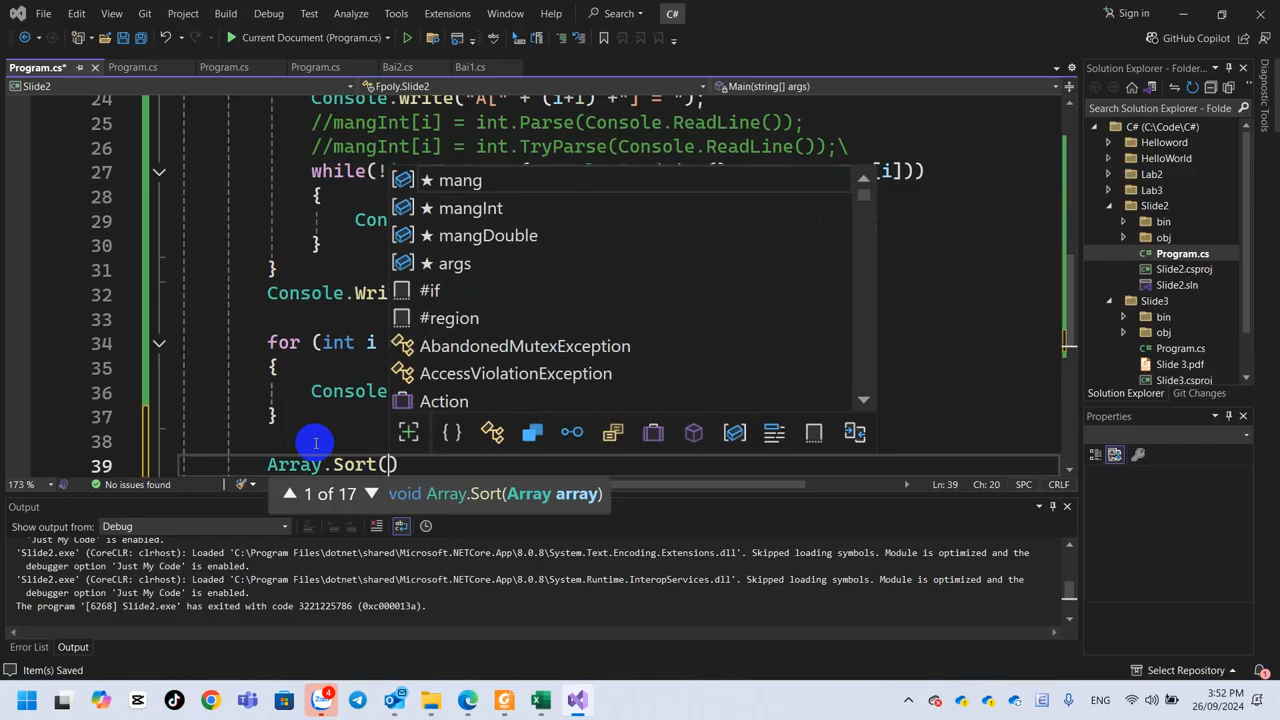 File Edit View Git Project Build Debug Test Analyze Tools Extensions Window Help Search C# Sign in
Current Document (Program.cs) GitHub Copilot
Program.cs* Program.cs Program.cs Program.cs Bai2.cs Bai1.cs
Slide2 Fpoly.Slide2 Main(string[] args)
24 Console.Write("A[" + (i+1) +"] = ");
25 //mangInt[i] = int.Parse(Console.ReadLine());
26 //mangInt[i] = int.TryParse(Console.ReadLine());\
27 while(! [i]))
28 {
29 Con
30 }
31 }
32 Console.Wri
33
34 for (int i
35 {
36 Console
37 }
38
39 Array.Sort()
★ mang
★ mangInt
★ mangDouble
★ args
#if
#region
AbandonedMutexException
AccessViolationException
Action
1 of 17 void Array.Sort(Array array)
173 % No issues found Ln: 39 Ch: 20 SPC CRLF
Output
Show output from: Debug
'Just My Code' is enabled.
'Slide2.exe' (CoreCLR: clrhost): Loaded 'C:\Program Files\dotnet\shared\Microsoft.NETCore.App\8.0.8\System.Text.Encoding.Extensions.dll'. Skipped loading symbols. Module is optimized and the
debugger option 'Just My Code' is enabled.
'Slide2.exe' (CoreCLR: clrhost): Loaded 'C:\Program Files\dotnet\shared\Microsoft.NETCore.App\8.0.8\System.Runtime.InteropServices.dll'. Skipped loading symbols. Module is optimized and the
debugger option 'Just My Code' is enabled.
The program '[6268] Slide2.exe' has exited with code 3221225786 (0xc000013a).
Error List Output
Item(s) Saved Select Repository
Solution Explorer - Folder...
Search Solution Explorer - Folde
C# (C:\Code\C#)
Helloword
HelloWorld
Lab2
Lab3
Slide2
bin
obj
Program.cs
Slide2.csproj
Slide2.sln
Slide3
bin
obj
Program.cs
Slide 3.pdf
Slide3.csproj
Solution Explorer Git Changes
Properties
Diagnostic Tools
4
ENG
3:52 PM
26/09/2024